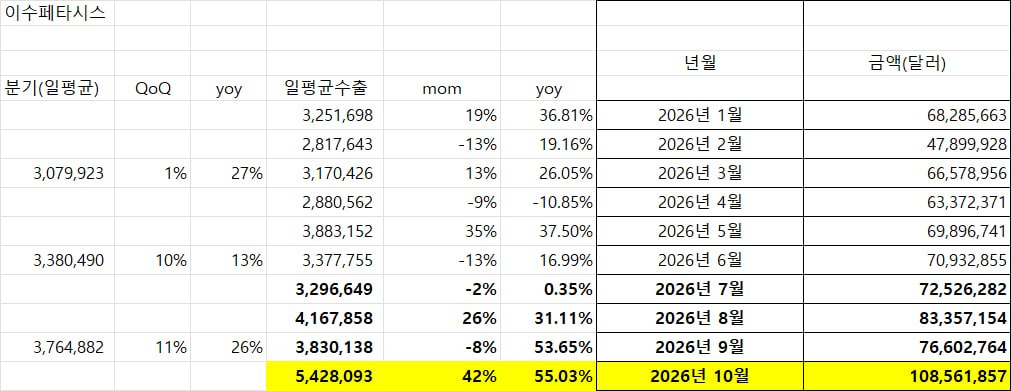 이수페타시스
년월 금액(달러)
분기(일평균) QoQ yoy 일평균수출 mom yoy
3,251,698 19% 36.81% 2026년 1월 68,285,663
2,817,643 -13% 19.16% 2026년 2월 47,899,928
3,079,923 1% 27% 3,170,426 13% 26.05% 2026년 3월 66,578,956
2,880,562 -9% -10.85% 2026년 4월 63,372,371
3,883,152 35% 37.50% 2026년 5월 69,896,741
3,380,490 10% 13% 3,377,755 -13% 16.99% 2026년 6월 70,932,855
3,296,649 -2% 0.35% 2026년 7월 72,526,282
4,167,858 26% 31.11% 2026년 8월 83,357,154
3,764,882 11% 26% 3,830,138 -8% 53.65% 2026년 9월 76,602,764
5,428,093 42% 55.03% 2026년 10월 108,561,857